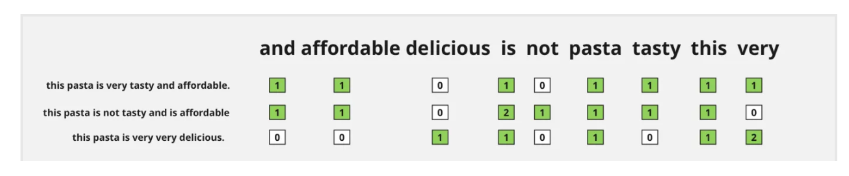 and affordable delicious is not pasta tasty this very
this pasta is very tasty and affordable. 1 1 0 1 0 1 1 1 1
this pasta is not tasty and is affordable 1 1 0 2 1 1 1 1 0
this pasta is very very delicious. 0 0 1 1 0 1 0 1 2